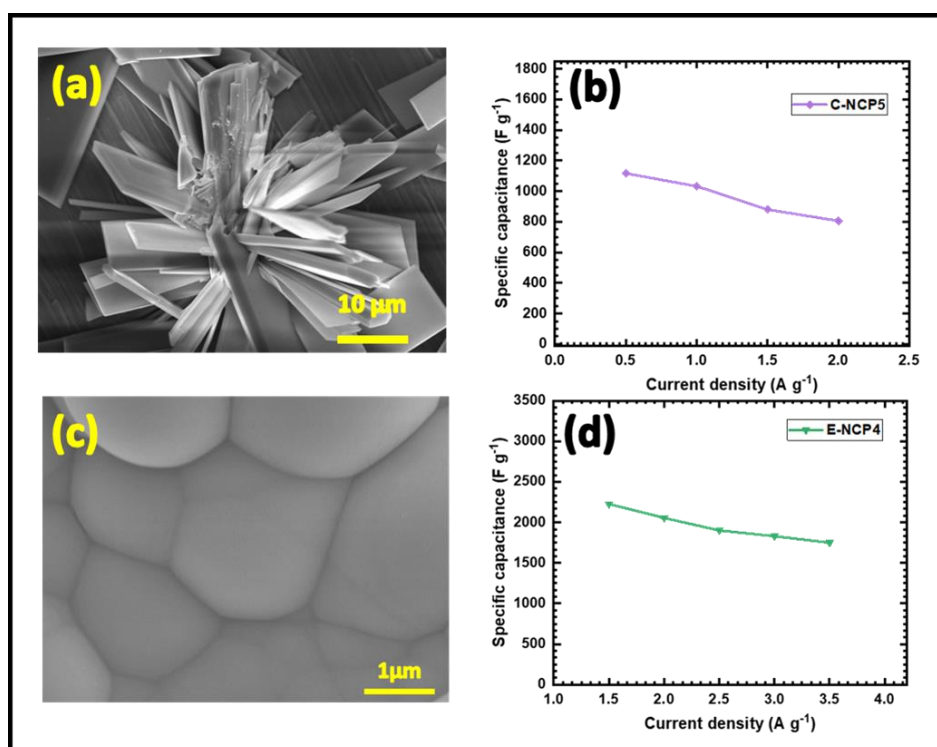 (a)
10 µm
(b)
C-NCP5
Specific capacitance (F g⁻¹)
1800
1600
1400
1200
1000
800
600
400
200
0
0.0 0.5 1.0 1.5 2.0 2.5
Current density (A g⁻¹)
(c)
1µm
(d)
E-NCP4
Specific capacitance (F g⁻¹)
3500
3000
2500
2000
1500
1000
500
0
1.0 1.5 2.0 2.5 3.0 3.5 4.0
Current density (A g⁻¹)